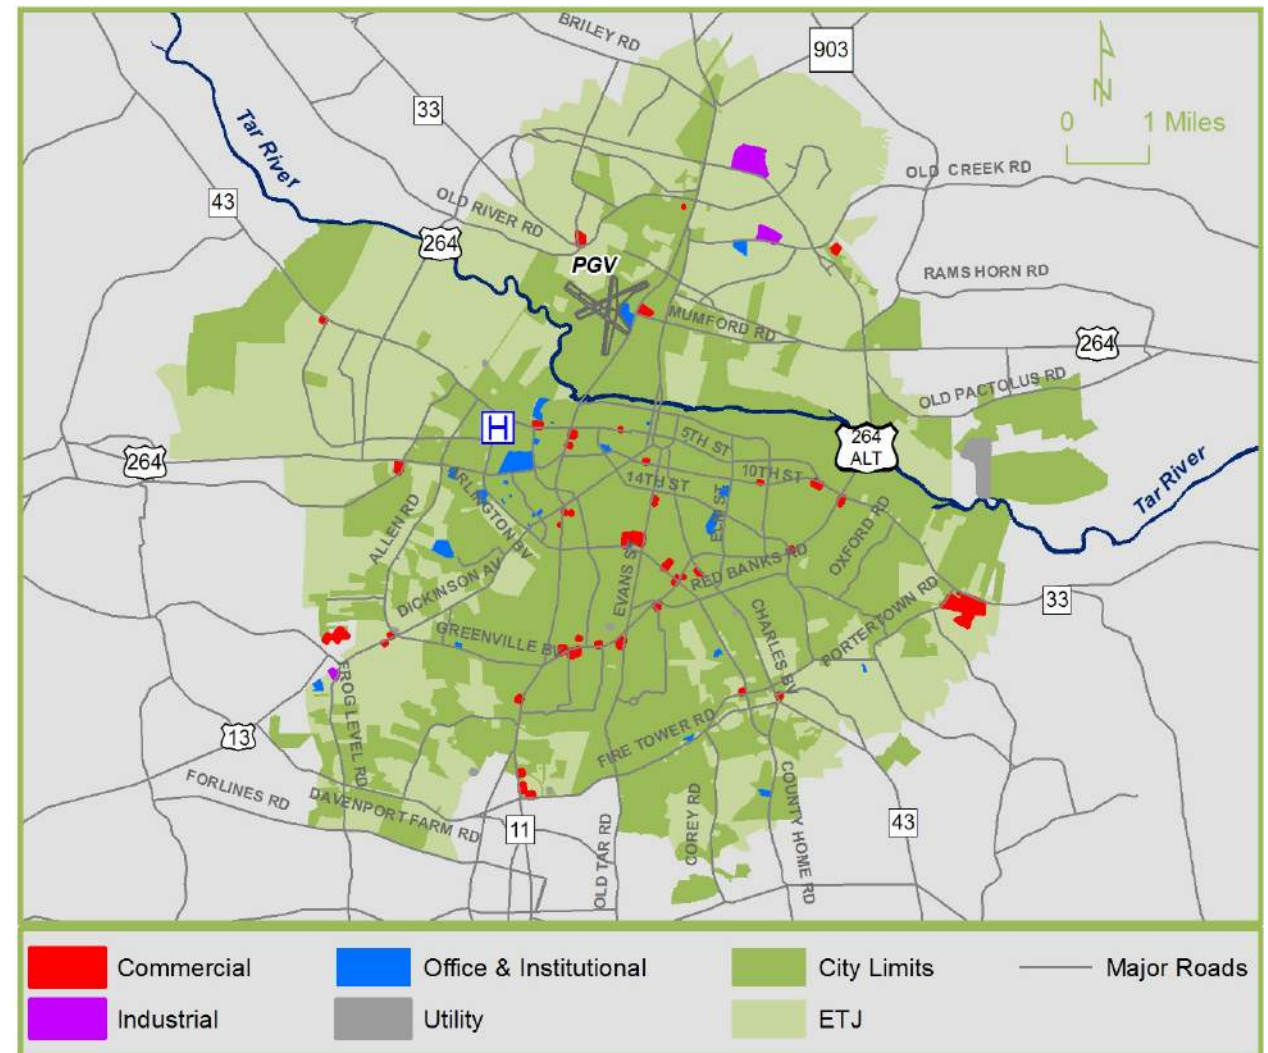 BRILEY RD
903
33
N
0 1 Miles
Tar River
OLD CREEK RD
43
OLD RIVER RD
264
PGV
RAMS HORN RD
MUMFORD RD
264
OLD PACTOLUS RD
H
5TH ST
264
ALT
264
10TH ST
14TH ST
Tar River
ARLINGTON BV
ELM ST
ALLEN RD
OXFORD RD
EVANS ST
RED BANKS RD
DICKINSON AV
33
CHARLES BV
PORTERTOWN RD
GREENVILLE BV
FROG LEVEL RD
13
FIRE TOWER RD
FORLINES RD
DAVENPORT FARM RD
11
OLD TAR RD
COREY RD
COUNTY HOME RD
43
Commercial
Office & Institutional
City Limits
Major Roads
Industrial
Utility
ETJ